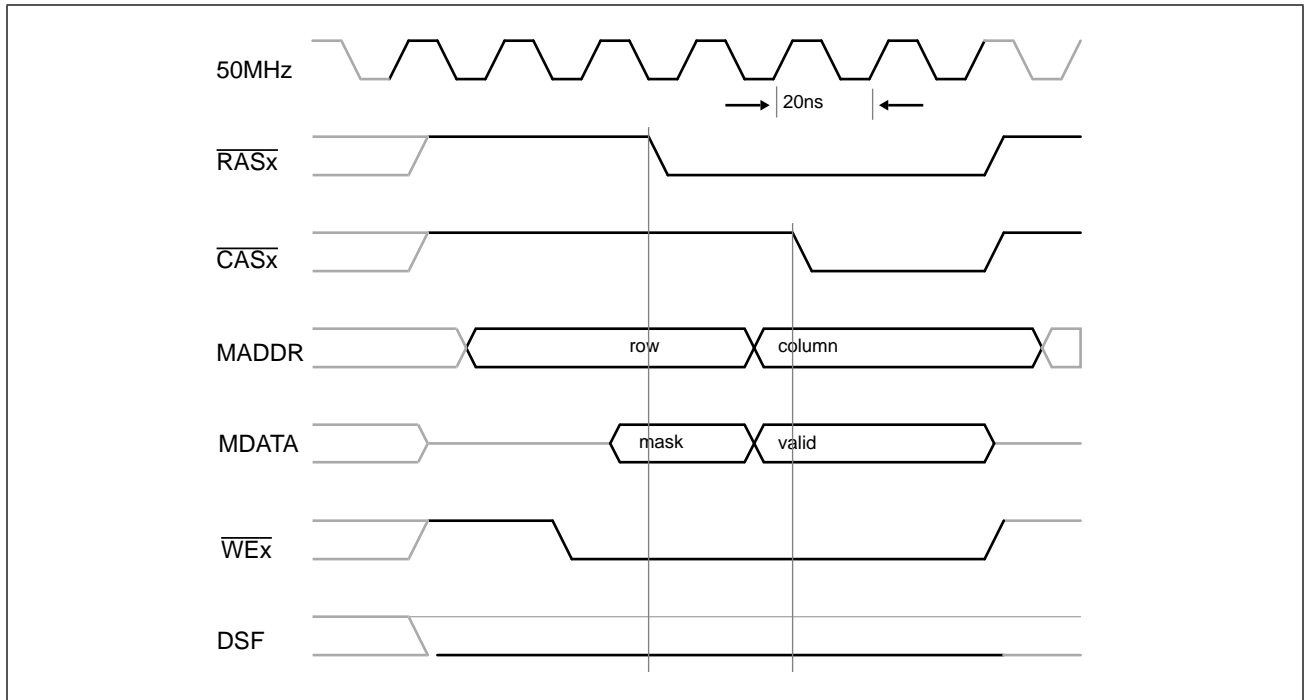 50MHz
20ns
RASx
CASx
MADDR
row
column
MDATA
mask
valid
WEx
DSF